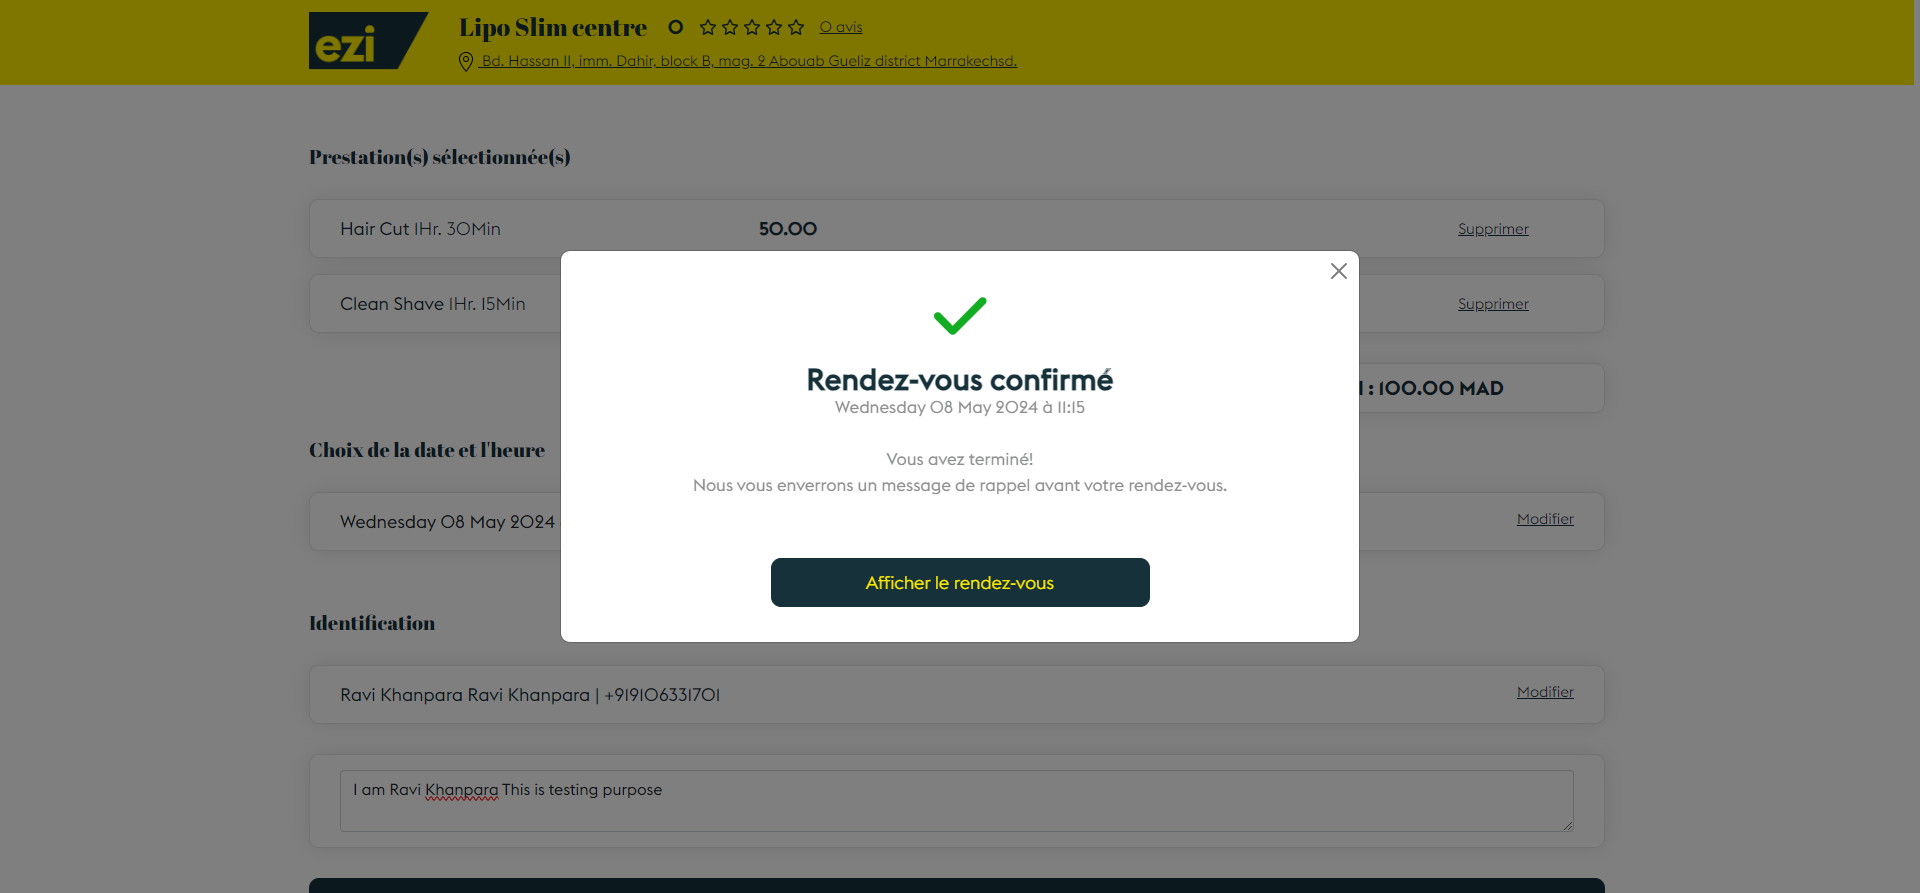 ezi
Lipo Slim centre 0 0 avis
Bd. Hassan II, imm. Dahir, block B, mag. 2 Abouab Gueliz district Marrakechsd.
Prestation(s) sélectionnée(s)
Hair Cut 1Hr. 30Min 50.00 Supprimer
Clean Shave 1Hr. 15Min Supprimer
: 100.00 MAD
Rendez-vous confirmé
Wednesday 08 May 2024 à 11:15
Vous avez terminé!
Nous vous enverrons un message de rappel avant votre rendez-vous.
Afficher le rendez-vous
Choix de la date et l'heure
Wednesday 08 May 2024 Modifier
Identification
Ravi Khanpara Ravi Khanpara | +919106331701 Modifier
I am Ravi Khanpara This is testing purpose